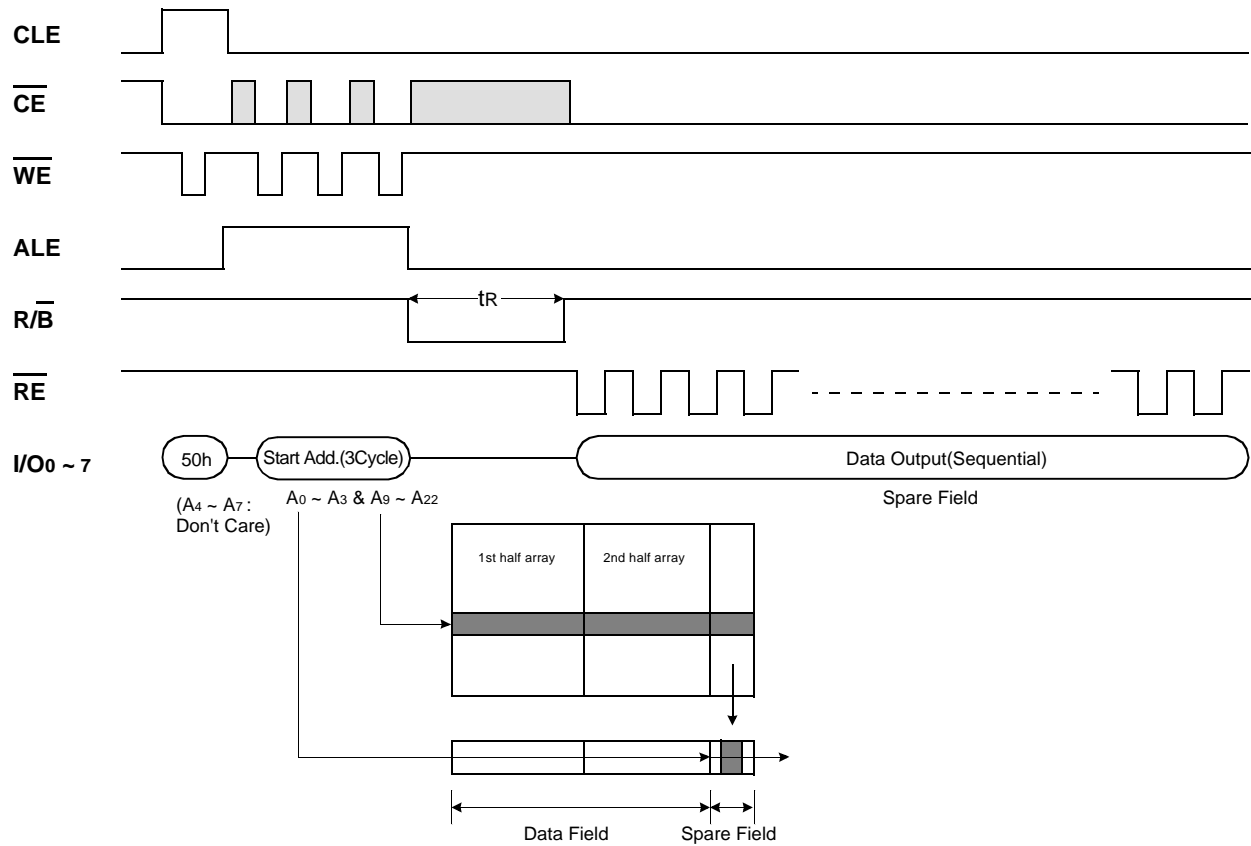 CLE
CE
WE
ALE
tR
R/B
RE
I/O0 ~ 7 50h Start Add.(3Cycle) Data Output(Sequential)
(A4 ~ A7 : A0 ~ A3 & A9 ~ A22 Spare Field
Don't Care)
1st half array 2nd half array
Data Field Spare Field